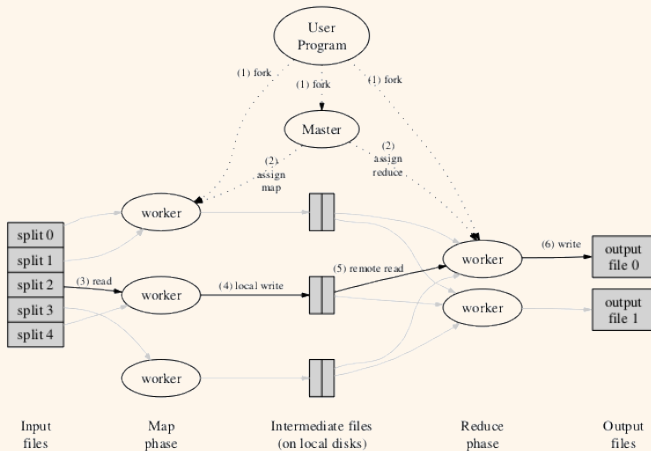 User
Program
(1) fork
(1) fork
(1) fork
Master
(2)
assign
map
(2)
assign
reduce
worker
split 0
split 1
split 2
split 3
split 4
(3) read
worker
(4) local write
(5) remote read
worker
(6) write
output
file 0
worker
output
file 1
worker
Input
files
Map
phase
Intermediate files
(on local disks)
Reduce
phase
Output
files